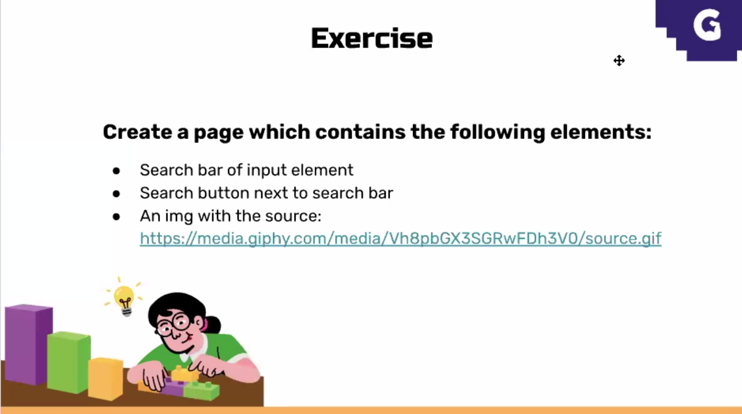 G
Exercise
Create a page which contains the following elements:
● Search bar of input element
● Search button next to search bar
● An img with the source:
https://media.giphy.com/media/Vh8pbGX3SGRwFDh3V0/source.gif